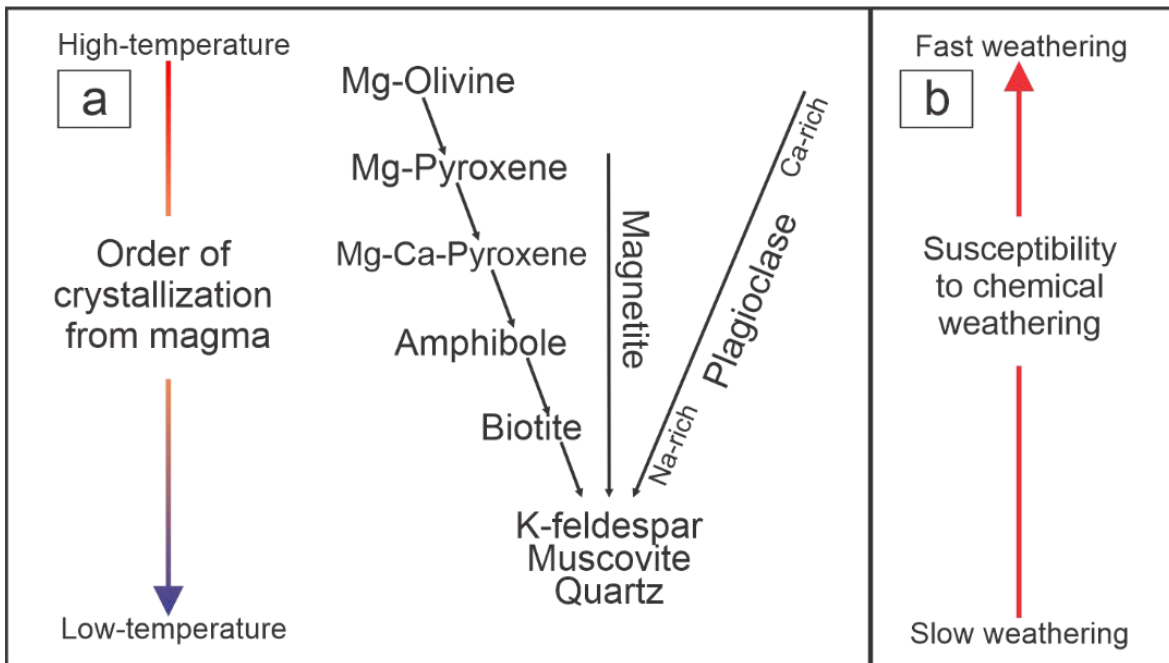 High-temperature
a
Order of
crystallization
from magma
Low-temperature
Mg-Olivine
Mg-Pyroxene
Mg-Ca-Pyroxene
Amphibole
Biotite
Magnetite
Ca-rich
Plagioclase
Na-rich
K-feldespar
Muscovite
Quartz
Fast weathering
b
Susceptibility
to chemical
weathering
Slow weathering